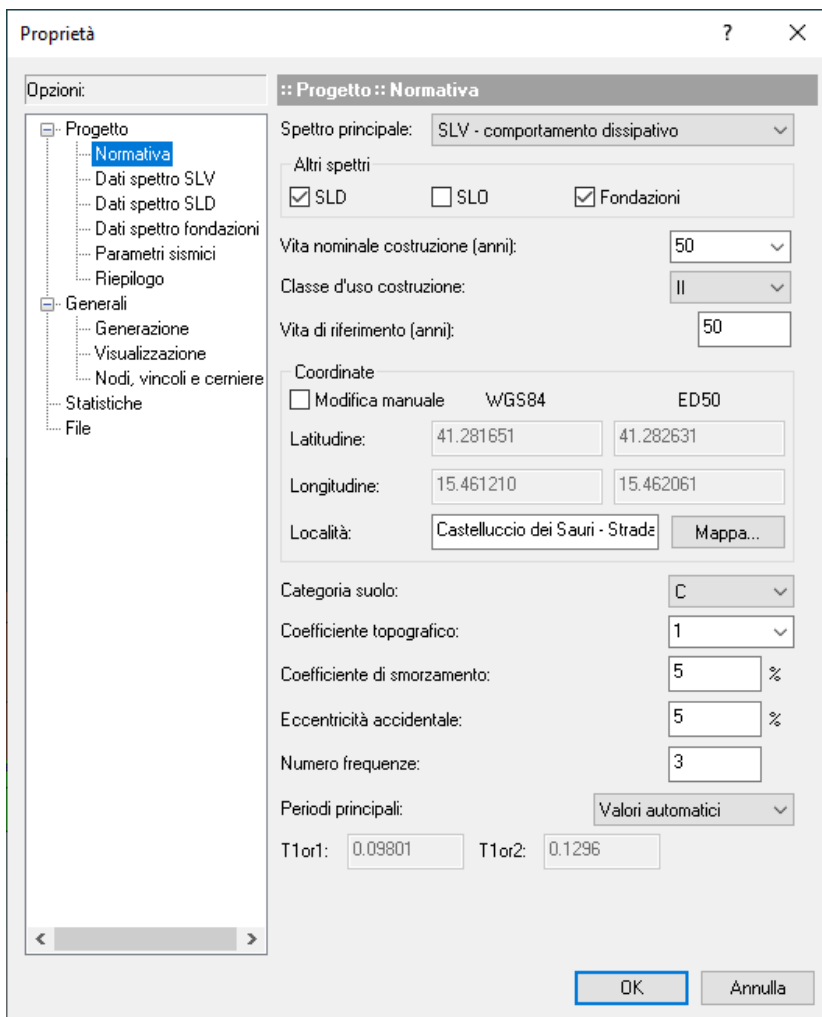 Proprietà ? ×
Opzioni:
Progetto
Normativa
Dati spettro SLV
Dati spettro SLD
Dati spettro fondazioni
Parametri sismici
Riepilogo
Generali
Generazione
Visualizzazione
Nodi, vincoli e cerniere
Statistiche
File
:: Progetto :: Normativa
Spettro principale: SLV - comportamento dissipativo
Altri spettri
SLD SLO Fondazioni
Vita nominale costruzione (anni): 50
Classe d'uso costruzione: II
Vita di riferimento (anni): 50
Coordinate
Modifica manuale WGS84 ED50
Latitudine: 41.281651 41.282631
Longitudine: 15.461210 15.462061
Località: Castelluccio dei Sauri - Strada Mappa...
Categoria suolo: C
Coefficiente topografico: 1
Coefficiente di smorzamento: 5 %
Eccentricità accidentale: 5 %
Numero frequenze: 3
Periodi principali: Valori automatici
T1or1: 0.09801 T1or2: 0.1296
OK Annulla